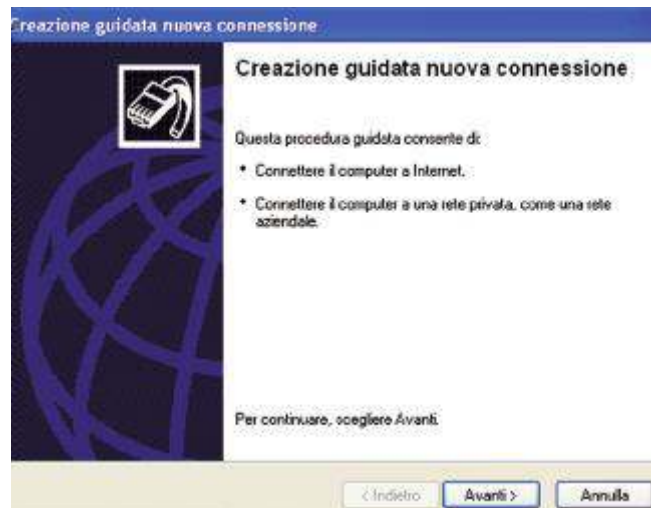 Creazione guidata nuova connessione
Creazione guidata nuova connessione
Questa procedura guidata consente di:
• Connettere il computer a Internet.
• Connettere il computer a una rete privata, come una rete
aziendale.
Per continuare, scegliere Avanti.
< Indietro Avanti > Annulla